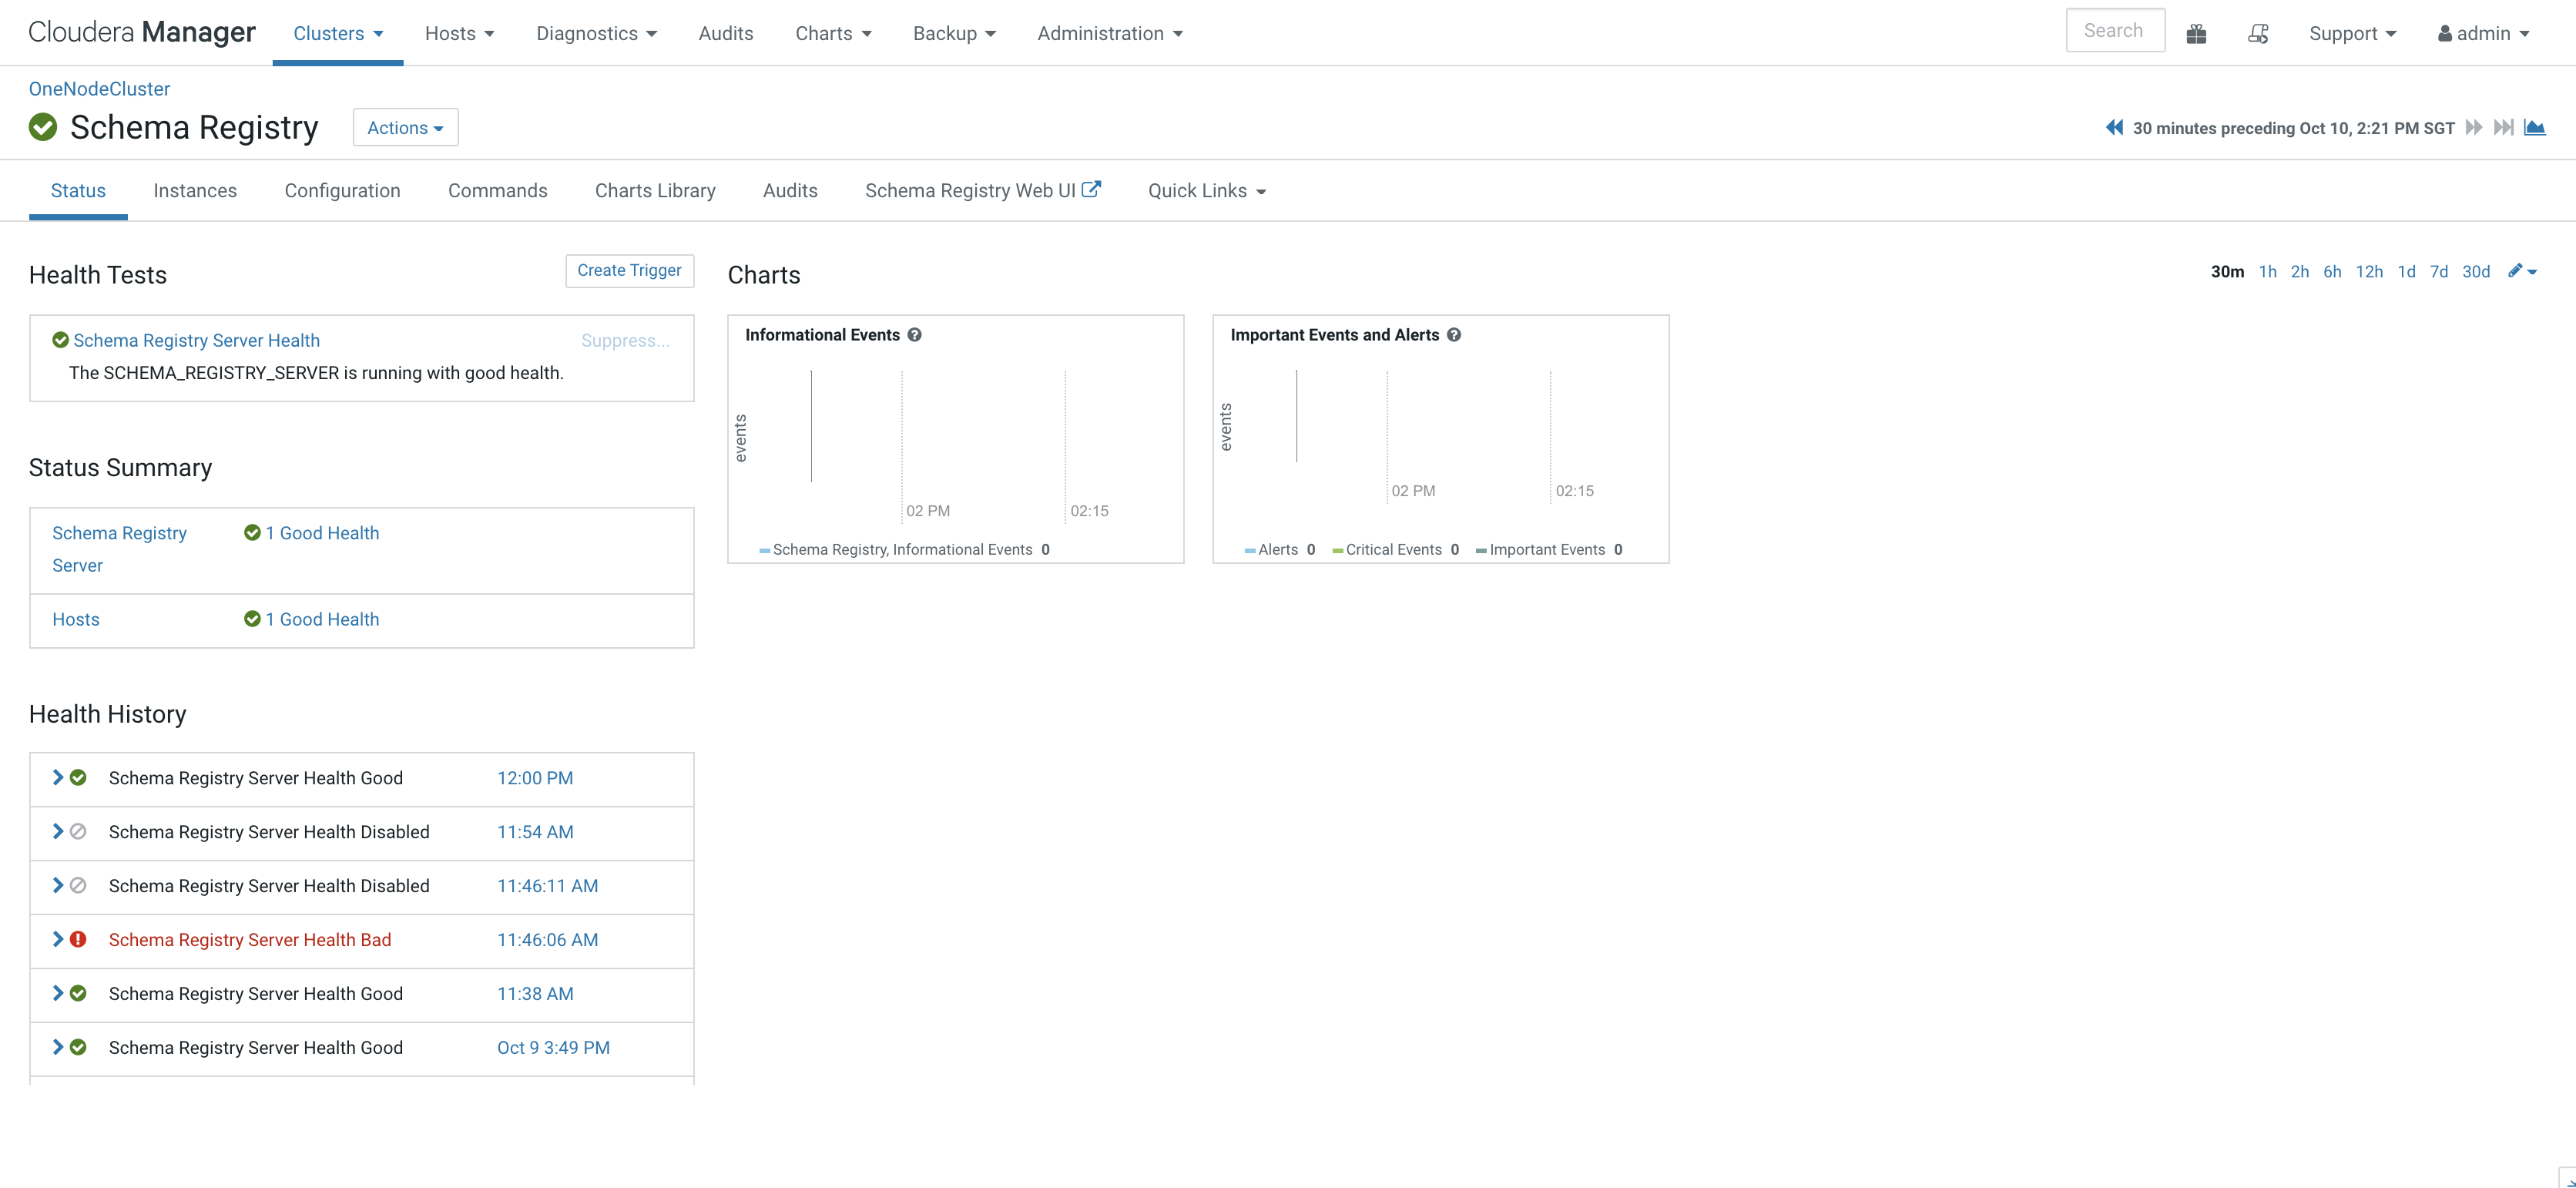 Cloudera Manager Clusters Hosts Diagnostics Audits Charts Backup Administration Search Support admin
OneNodeCluster
Schema Registry Actions 30 minutes preceding Oct 10, 2:21 PM SGT
Status Instances Configuration Commands Charts Library Audits Schema Registry Web UI Quick Links
Health Tests Create Trigger
Schema Registry Server Health Suppress...
The SCHEMA_REGISTRY_SERVER is running with good health.
Status Summary
Schema Registry Server 1 Good Health
Hosts 1 Good Health
Health History
Schema Registry Server Health Good 12:00 PM
Schema Registry Server Health Disabled 11:54 AM
Schema Registry Server Health Disabled 11:46:11 AM
Schema Registry Server Health Bad 11:46:06 AM
Schema Registry Server Health Good 11:38 AM
Schema Registry Server Health Good Oct 9 3:49 PM
Charts 30m 1h 2h 6h 12h 1d 7d 30d
Informational Events
events
02 PM 02:15
Schema Registry, Informational Events 0
Important Events and Alerts
events
02 PM 02:15
Alerts 0 Critical Events 0 Important Events 0